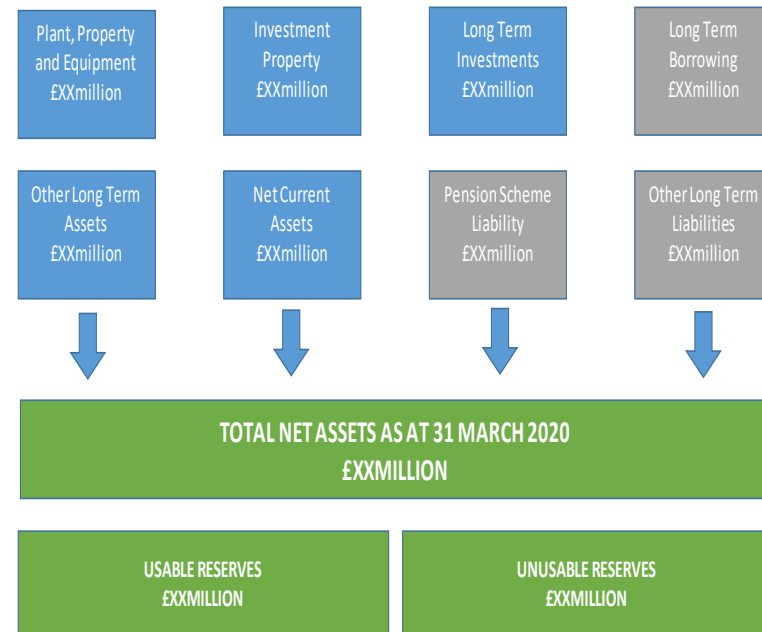 Plant, Property
and Equipment
£XXmillion
Investment
Property
£XXmillion
Long Term
Investments
£XXmillion
Long Term
Borrowing
£XXmillion
Other Long Term
Assets
£XXmillion
Net Current
Assets
£XXmillion
Pension Scheme
Liability
£XXmillion
Other Long Term
Liabilities
£XXmillion
TOTAL NET ASSETS AS AT 31 MARCH 2020
£XXMILLION
USABLE RESERVES
£XXMILLION
UNUSABLE RESERVES
£XXMILLION